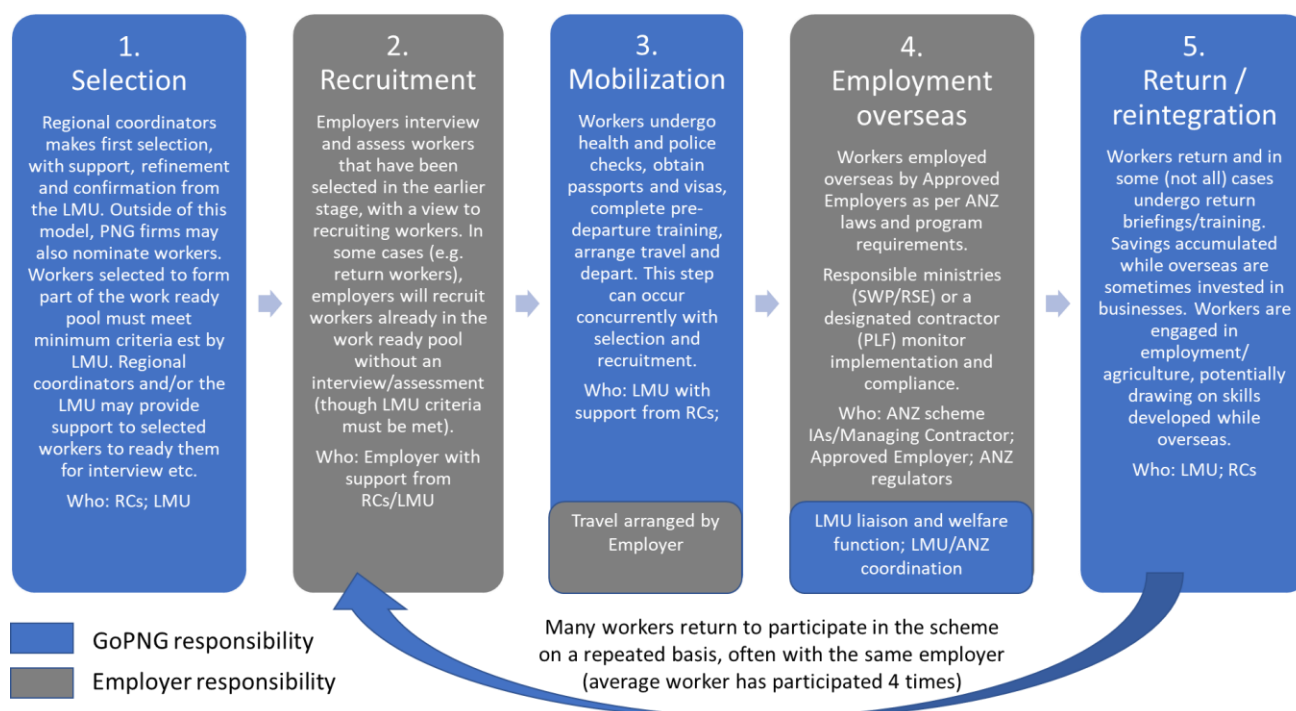 1.
Selection
Regional coordinators
makes first selection,
with support, refinement
and confirmation from
the LMU. Outside of this
model, PNG firms may
also nominate workers.
Workers selected to form
part of the work ready
pool must meet
minimum criteria est by
LMU. Regional
coordinators and/or the
LMU may provide
support to selected
workers to ready them
for interview etc.
Who: RCs; LMU
2.
Recruitment
Employers interview
and assess workers
that have been
selected in the earlier
stage, with a view to
recruiting workers. In
some cases (e.g.
return workers),
employers will recruit
workers already in the
work ready pool
without an
interview/assessment
(though LMU criteria
must be met).
Who: Employer with
support from
RCs/LMU
3.
Mobilization
Workers undergo
health and police
checks, obtain
passports and visas,
complete pre-
departure training,
arrange travel and
depart. This step
can occur
concurrently with
selection and
recruitment.
Who: LMU with
support from RCs;
Travel arranged by
Employer
4.
Employment
overseas
Workers employed
overseas by Approved
Employers as per ANZ
laws and program
requirements.
Responsible ministries
(SWP/RSE) or a
designated contractor
(PLF) monitor
implementation and
compliance.
Who: ANZ scheme
IAs/Managing Contractor;
Approved Employer; ANZ
regulators
LMU liaison and welfare
function; LMU/ANZ
coordination
5.
Return /
reintegration
Workers return and in
some (not all) cases
undergo return
briefings/training.
Savings accumulated
while overseas are
sometimes invested in
businesses. Workers are
engaged in
employment/
agriculture, potentially
drawing on skills
developed while
overseas.
Who: LMU; RCs
GoPNG responsibility
Employer responsibility
Many workers return to participate in the scheme
on a repeated basis, often with the same employer
(average worker has participated 4 times)